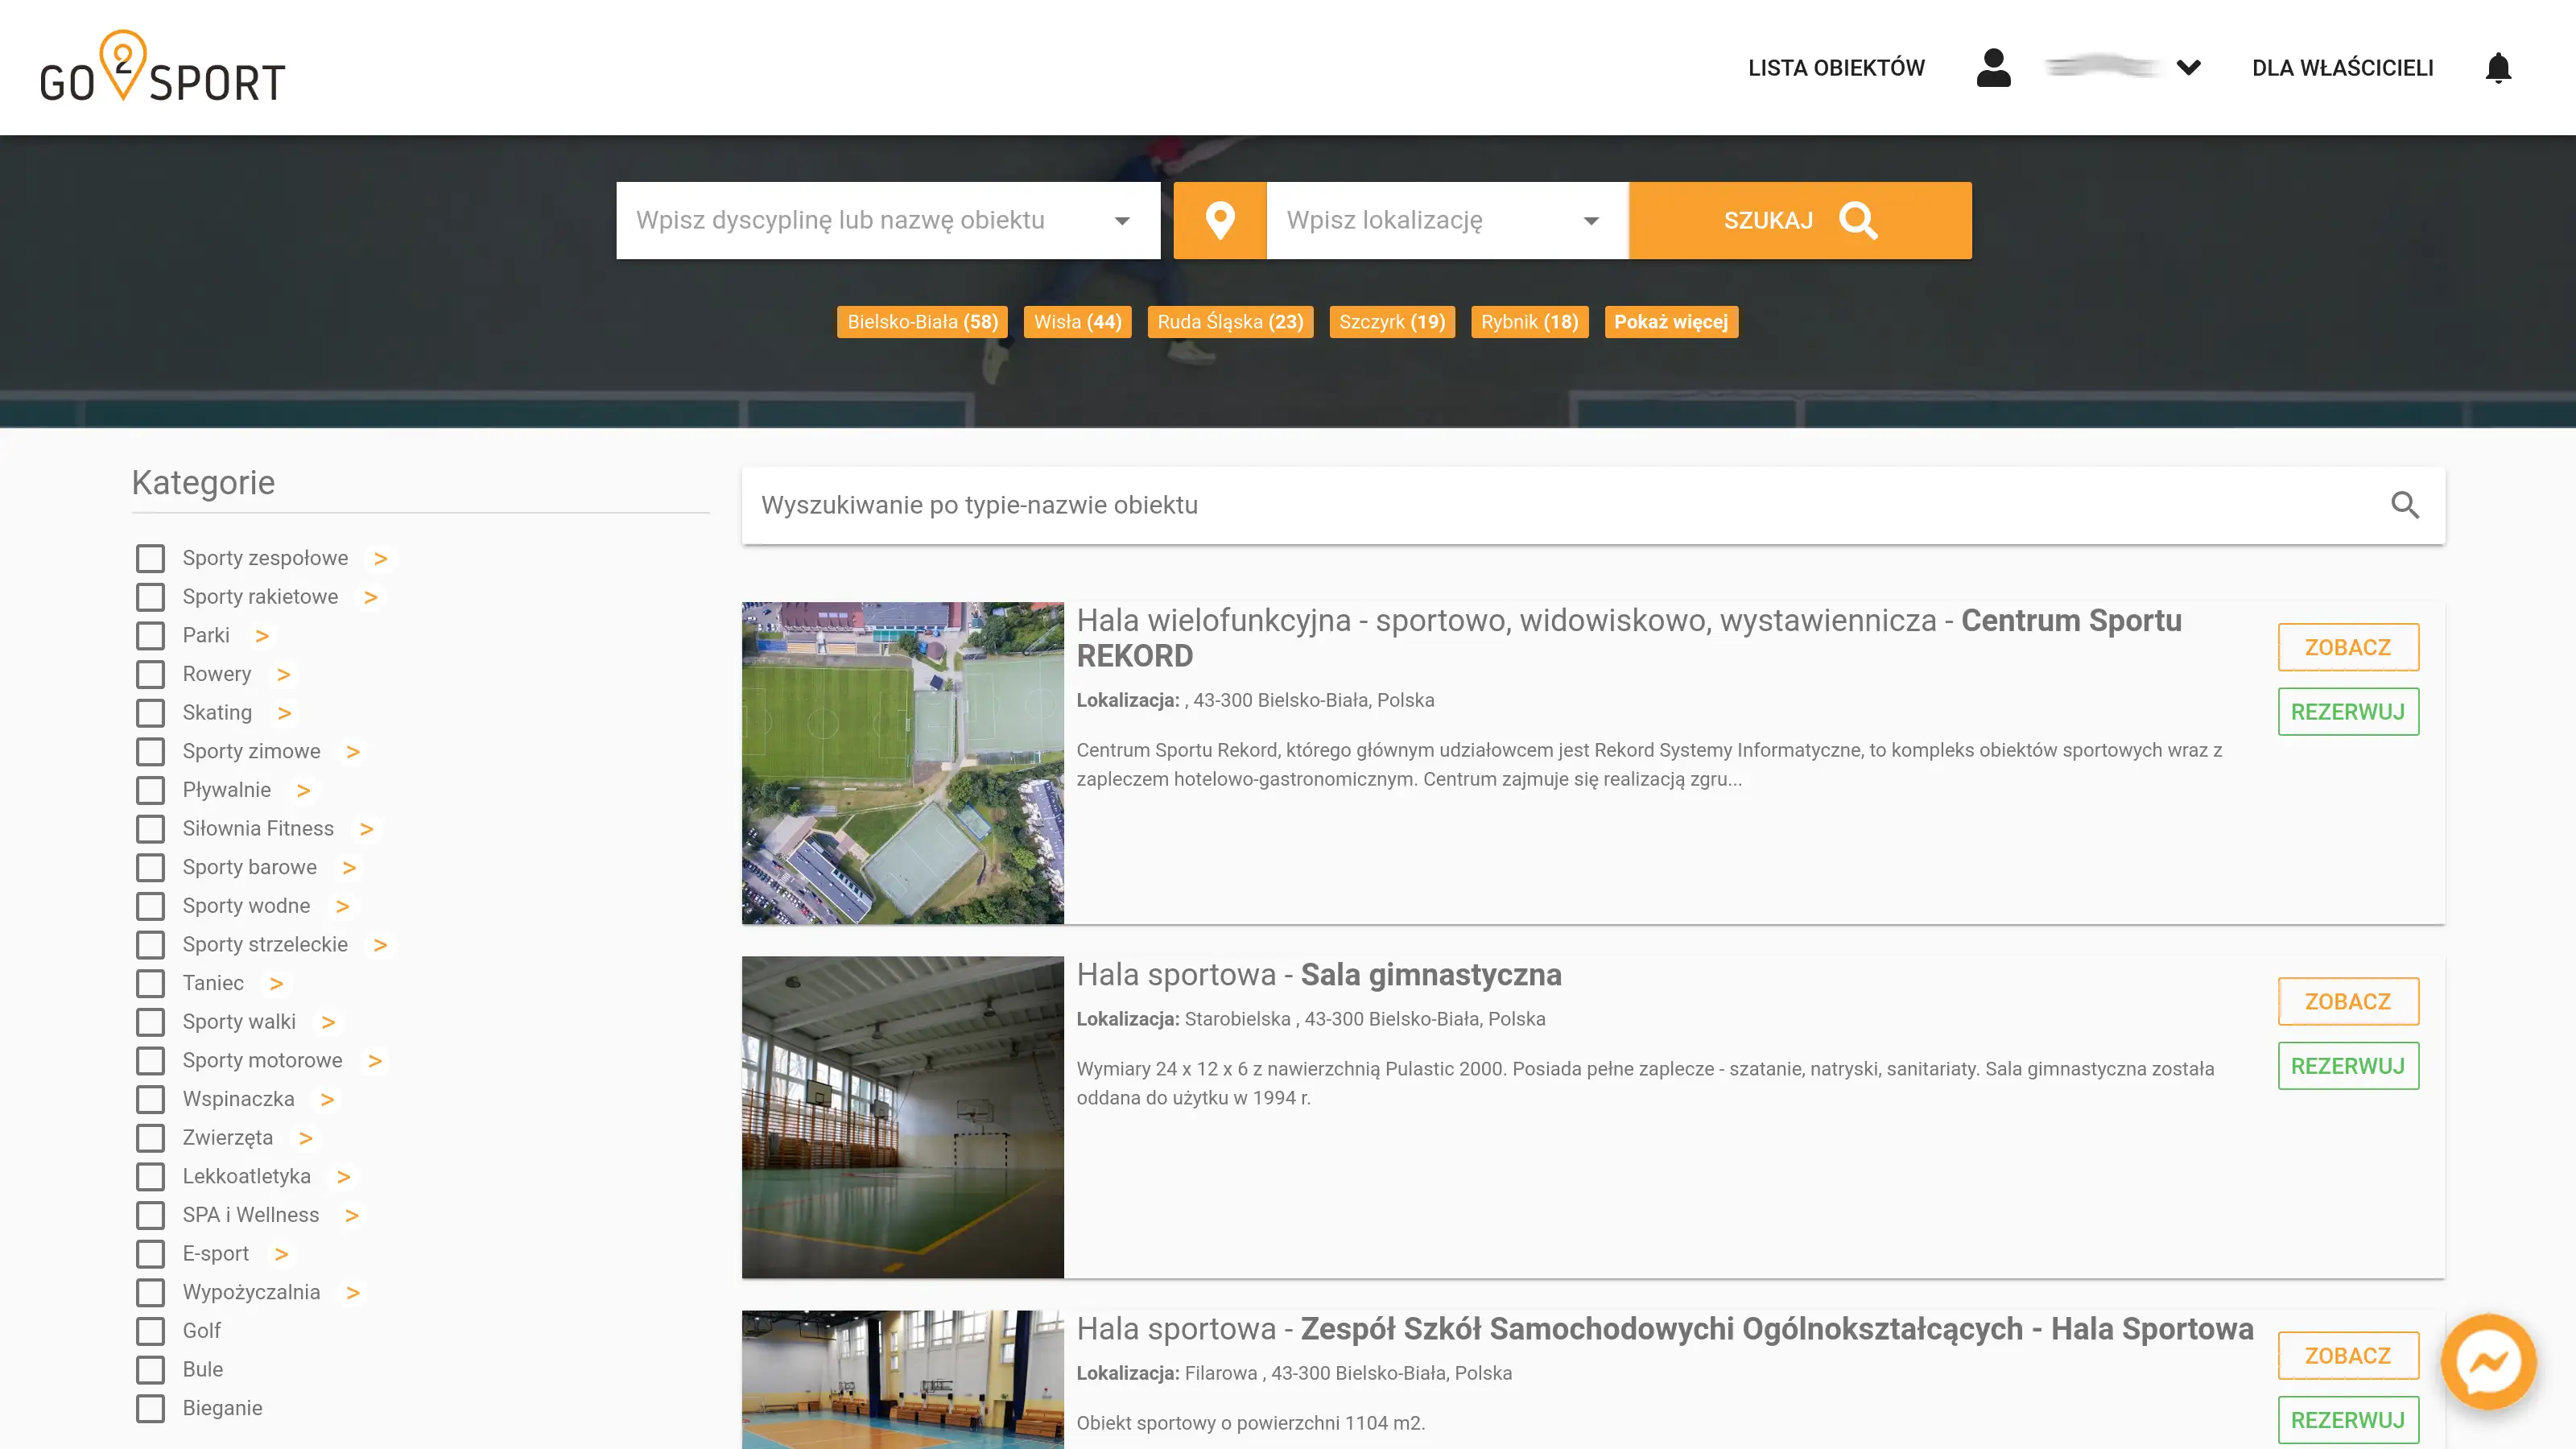 GO 2 SPORT
LISTA OBIEKTÓW
DLA WŁAŚCICIELI
Wpisz dyscyplinę lub nazwę obiektu
Wpisz lokalizację
SZUKAJ
Bielsko-Biała (58)
Wisła (44)
Ruda Śląska (23)
Szczyrk (19)
Rybnik (18)
Pokaż więcej
Kategorie
Sporty zespołowe >
Sporty rakietowe >
Parki >
Rowery >
Skating >
Sporty zimowe >
Pływalnie >
Siłownia Fitness >
Sporty barowe >
Sporty wodne >
Sporty strzeleckie >
Taniec >
Sporty walki >
Sporty motorowe >
Wspinaczka >
Zwierzęta >
Lekkoatletyka >
SPA i Wellness >
E-sport >
Wypożyczalnia >
Golf
Bule
Bieganie
Wyszukiwanie po typie-nazwie obiektu
Hala wielofunkcyjna - sportowo, widowiskowo, wystawiennicza - Centrum Sportu
REKORD
Lokalizacja: , 43-300 Bielsko-Biała, Polska
Centrum Sportu Rekord, którego głównym udziałowcem jest Rekord Systemy Informatyczne, to kompleks obiektów sportowych wraz z
zapleczem hotelowo-gastronomicznym. Centrum zajmuje się realizacją zgru...
ZOBACZ
REZERWUJ
Hala sportowa - Sala gimnastyczna
Lokalizacja: Starobielska , 43-300 Bielsko-Biała, Polska
Wymiary 24 x 12 x 6 z nawierzchnią Pulastic 2000. Posiada pełne zaplecze - szatanie, natryski, sanitariaty. Sala gimnastyczna została
oddana do użytku w 1994 r.
ZOBACZ
REZERWUJ
Hala sportowa - Zespół Szkół Samochodowychi Ogólnokształcących - Hala Sportowa
Lokalizacja: Filarowa , 43-300 Bielsko-Biała, Polska
Obiekt sportowy o powierzchni 1104 m2.
ZOBACZ
REZERWUJ